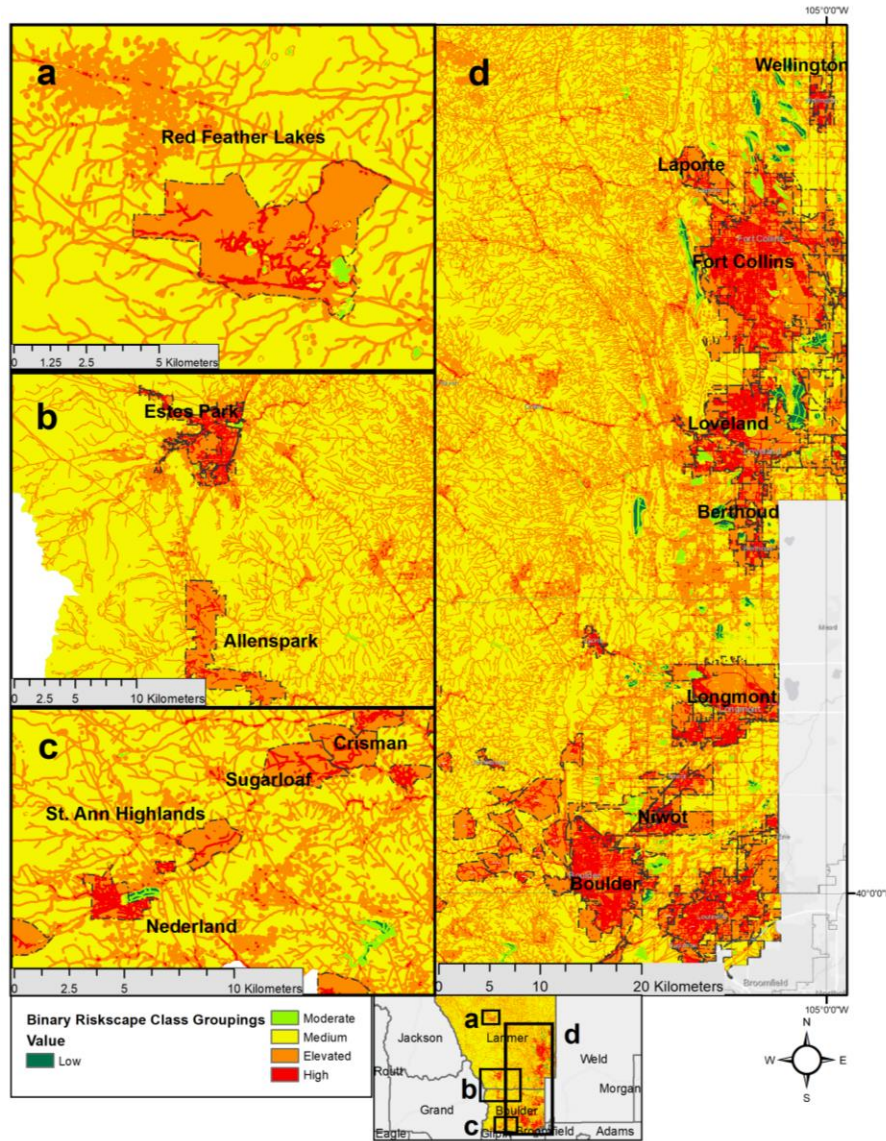 105°0'0"W
a
Red Feather Lakes
0 1.25 2.5 5 Kilometers
b
Estes Park
Allenspark
0 2.5 5 10 Kilometers
c
Crisman
Sugarloaf
St. Ann Highlands
Nederland
0 2.5 5 10 Kilometers
d
Wellington
Laporte
Fort Collins
Fort Collins
Loveland
Berthoud
Longmont
Niwot
Boulder
40°0'0"
Broomfield
0 5 10 20 Kilometers
105°0'0"W
Binary Riskscape Class Groupings
Value
Low
Moderate
Medium
Elevated
High
a
Larimer
d
Jackson
Weld
Routt
Morgan
b
Grand
Boulder
c
Eagle
Gilpin
Broomfield
Adams
N
W
E
S